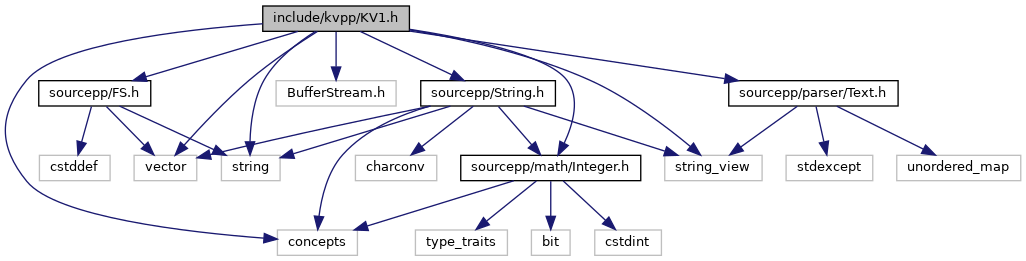 include/kvpp/KV1.h
sourcepp/FS.h
BufferStream.h
sourcepp/String.h
sourcepp/parser/Text.h
cstddef
vector
string
charconv
sourcepp/math/Integer.h
string_view
stdexcept
unordered_map
concepts
type_traits
bit
cstdint